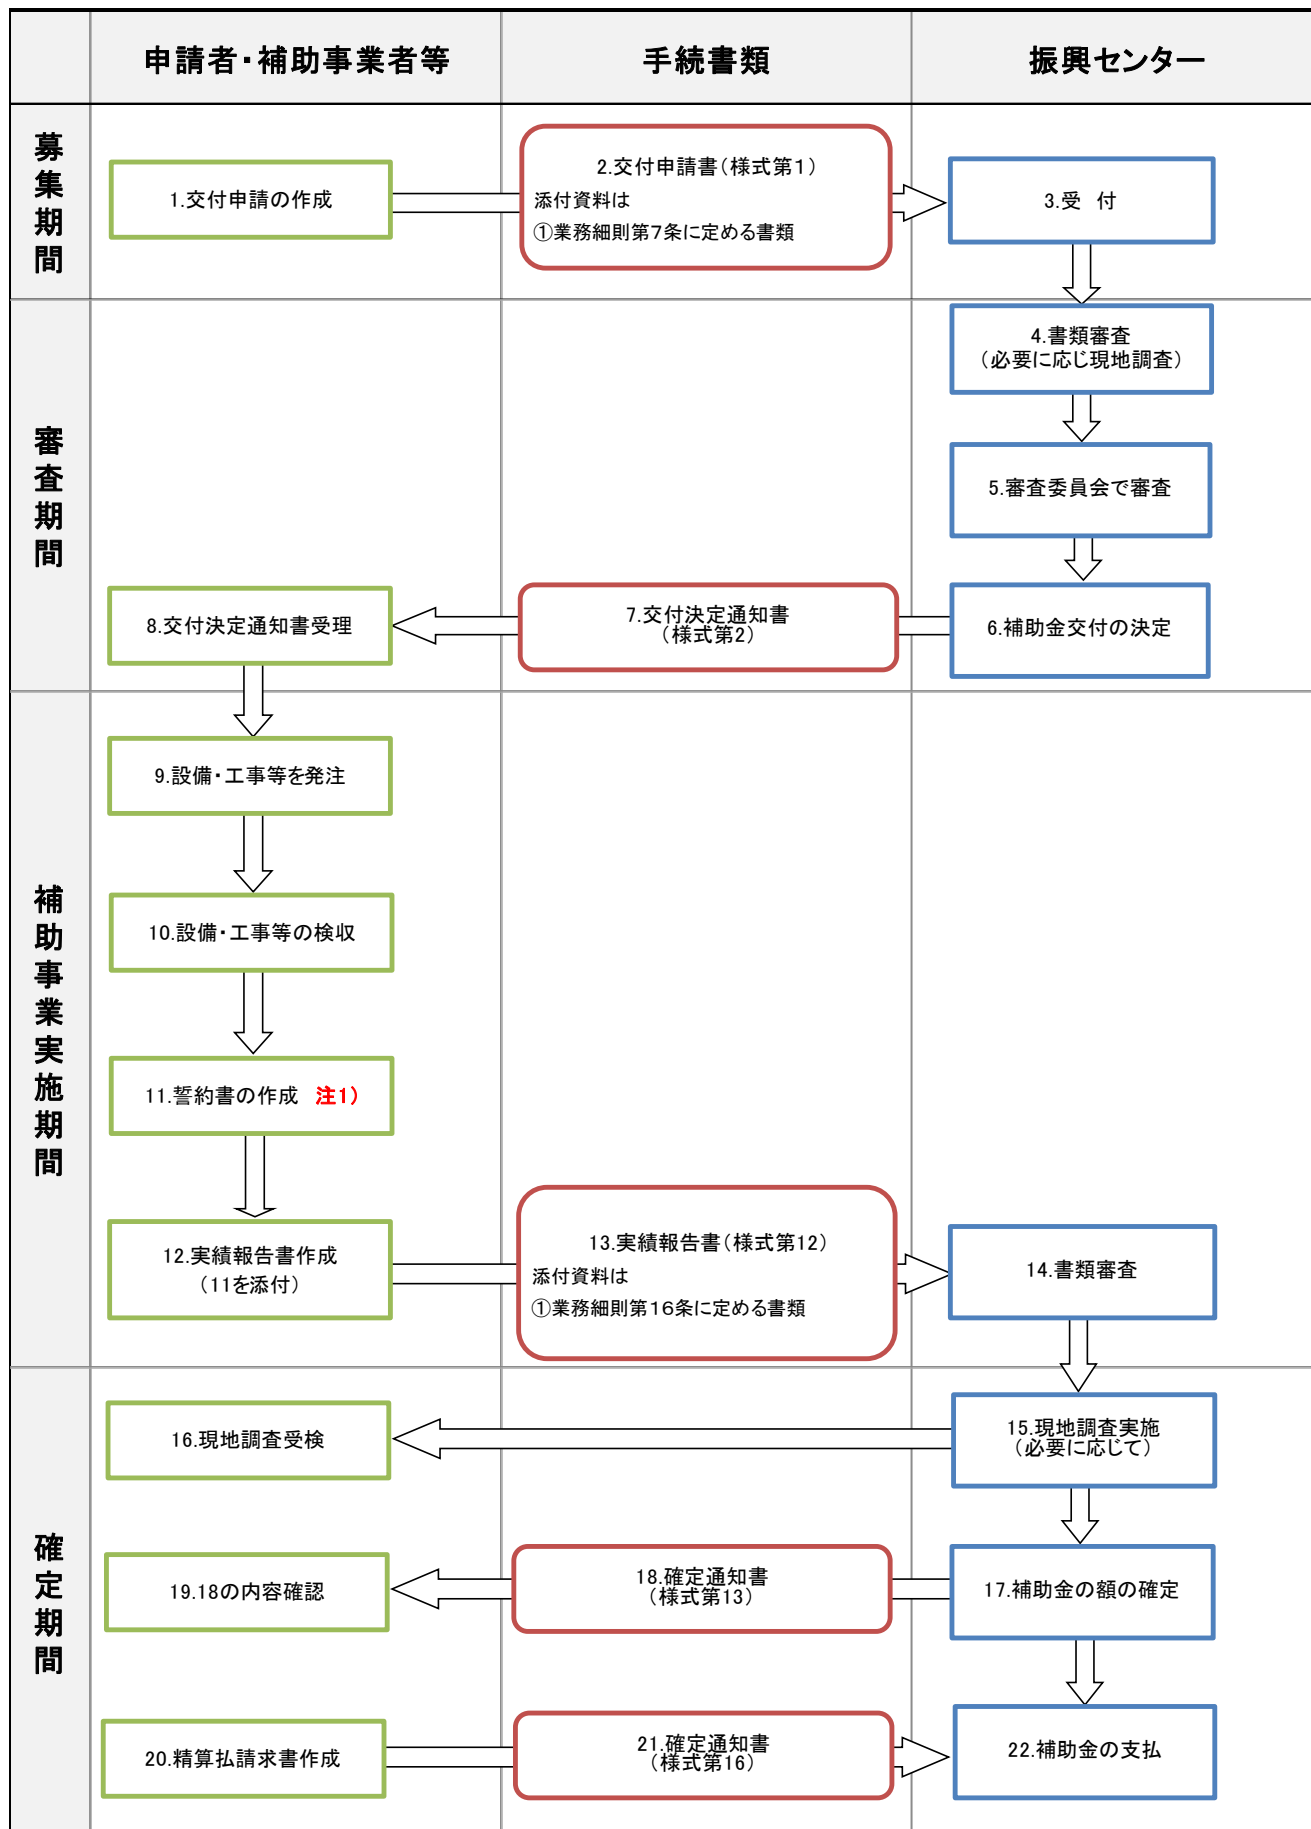 申請者・補助事業者等
手続書類
振興センター
募集期間
1.交付申請の作成
2.交付申請書（様式第1）
添付資料は
①業務細則第7条に定める書類
3.受　付
審査期間
4.書類審査
（必要に応じ現地調査）
5.審査委員会で審査
6.補助金交付の決定
7.交付決定通知書
（様式第2）
8.交付決定通知書受理
補助事業実施期間
9.設備・工事等を発注
10.設備・工事等の検収
11.誓約書の作成　注1）
12.実績報告書作成
（11を添付）
13.実績報告書（様式第12）
添付資料は
①業務細則第16条に定める書類
14.書類審査
確定期間
15.現地調査実施
（必要に応じて）
16.現地調査受検
17.補助金の額の確定
18.確定通知書
（様式第13）
19.18の内容確認
20.精算払請求書作成
21.確定通知書
（様式第16）
22.補助金の支払